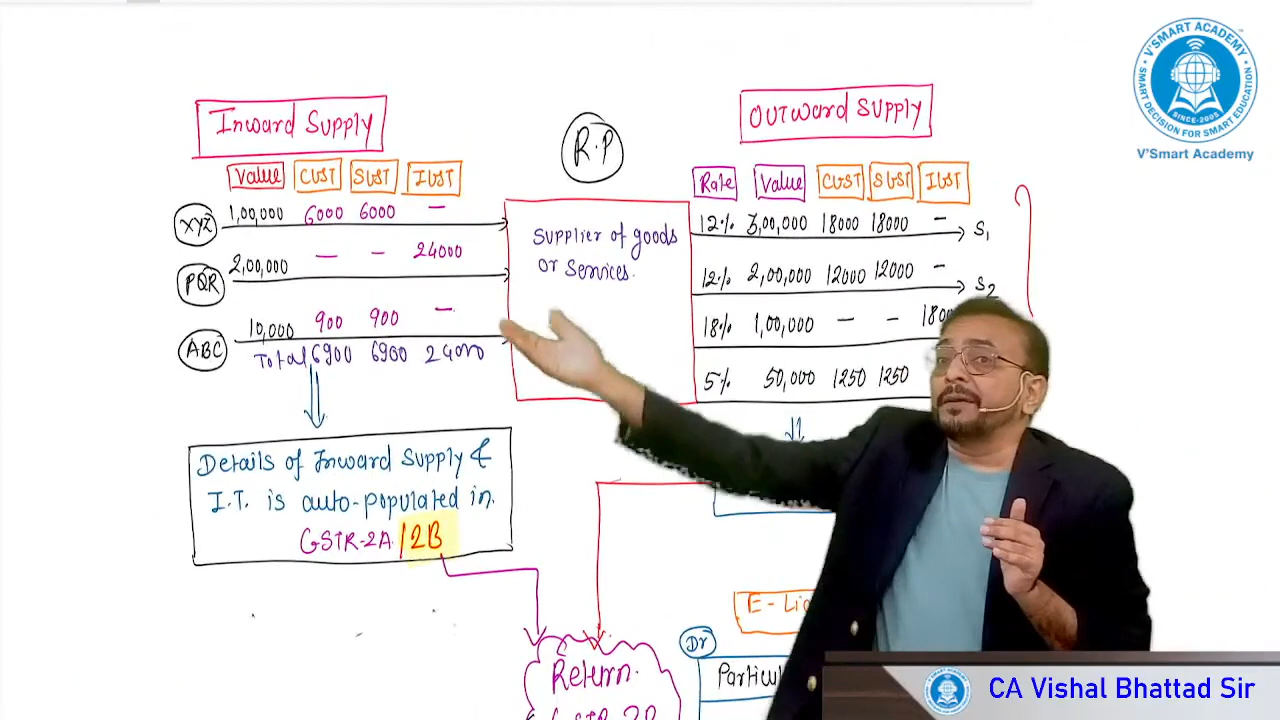 V'SMART ACADEMY
SMART DECISION FOR SMART EDUCATION
SINCE-2005
V'Smart Academy
Inward Supply
Value CGST SGST IGST
XYZ 1,00,000 6000 6000 —
PQR 2,00,000 — — 24000
ABC 10,000 900 900 —
Total 6900 6900 24000
Details of Inward Supply &
I.T. is auto-populated in
GSTR-2A / 2B
R.P
Supplier of goods
or services.
Outward Supply
Rate Value CGST SGST IGST
12% 3,00,000 18000 18000 — S1
12% 2,00,000 12000 12000 — S2
18% 1,00,000 — —
5% 50,000 1250 1250
Dr
Return
CA Vishal Bhattad Sir